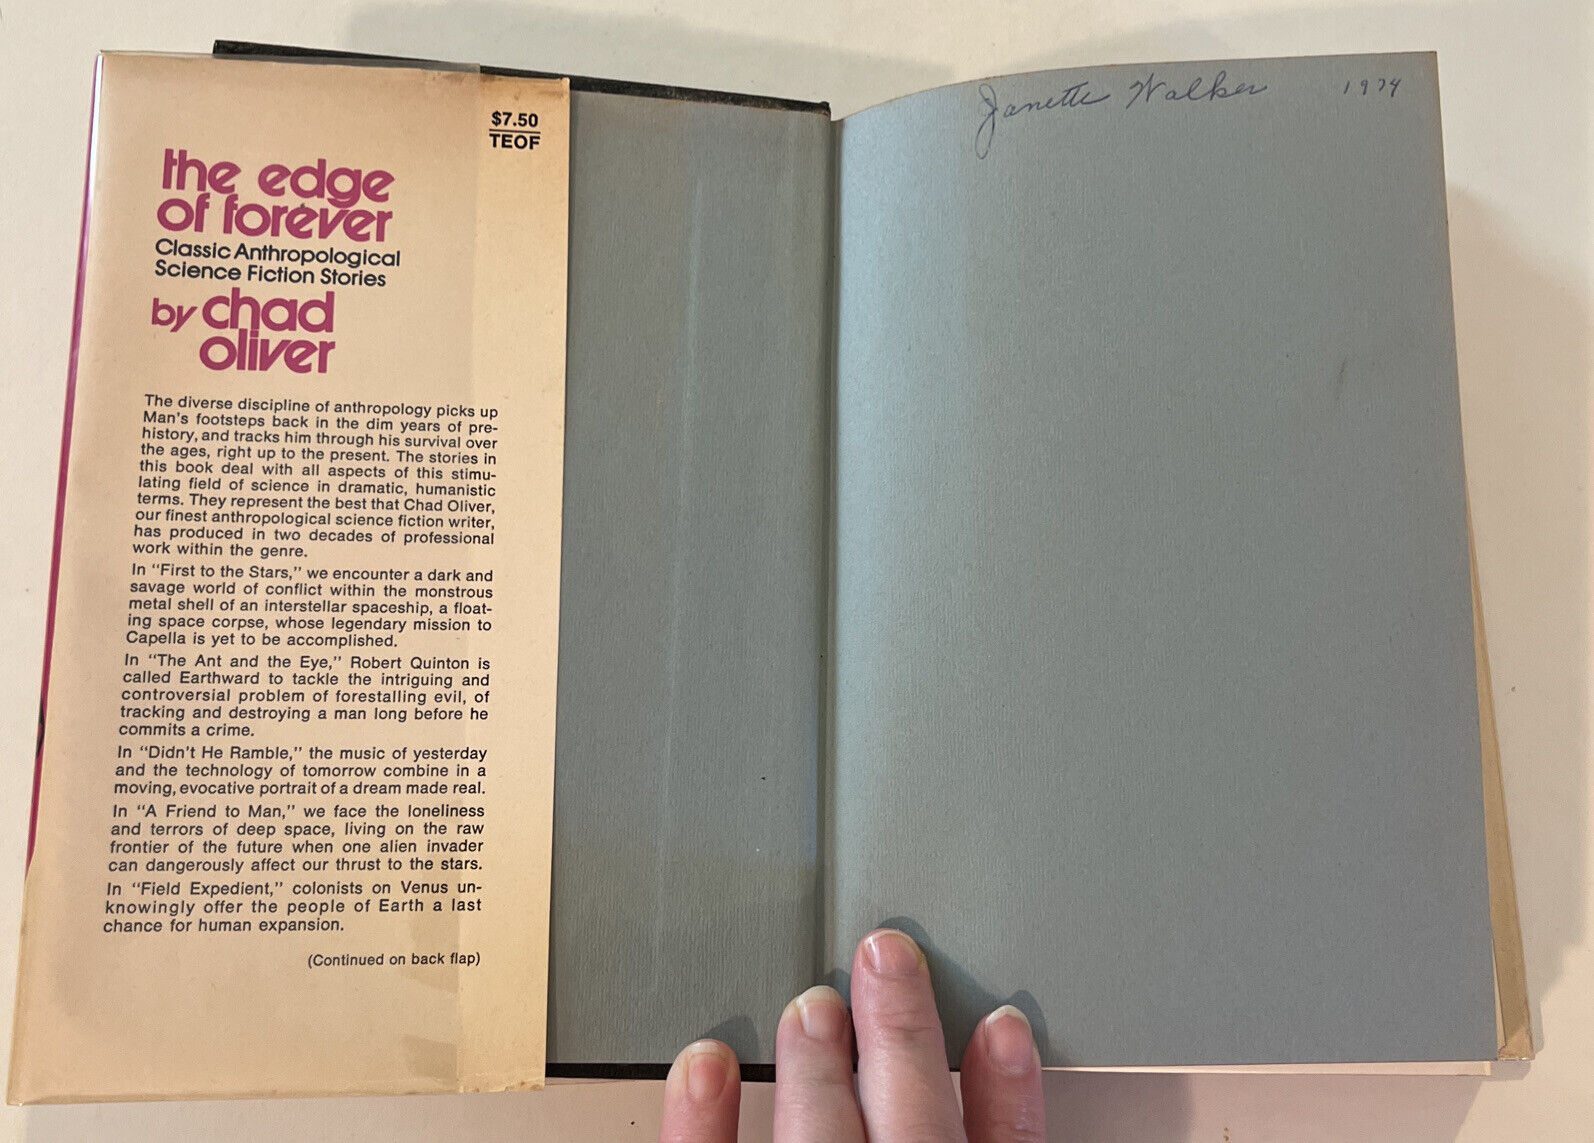 $7.50
TEOF
the edge
of forever
Classic Anthropological
Science Fiction Stories
by chad
oliver
The diverse discipline of anthropology picks up
Man's footsteps back in the dim years of pre-
history, and tracks him through his survival over
the ages, right up to the present. The stories in
this book deal with all aspects of this stimu-
lating field of science in dramatic, humanistic
terms. They represent the best that Chad Oliver,
our finest anthropological science fiction writer,
has produced in two decades of professional
work within the genre.
In "First to the Stars," we encounter a dark and
savage world of conflict within the monstrous
metal shell of an interstellar spaceship, a float-
ing space corpse, whose legendary mission to
Capella is yet to be accomplished.
In "The Ant and the Eye," Robert Quinton is
called Earthward to tackle the intriguing and
controversial problem of forestalling evil, of
tracking and destroying a man long before he
commits a crime.
In "Didn't He Ramble," the music of yesterday
and the technology of tomorrow combine in a
moving, evocative portrait of a dream made real.
In "A Friend to Man," we face the loneliness
and terrors of deep space, living on the raw
frontier of the future when one alien invader
can dangerously affect our thrust to the stars.
In "Field Expedient," colonists on Venus un-
knowingly offer the people of Earth a last
chance for human expansion.
(Continued on back flap)
Janette Walker 1974